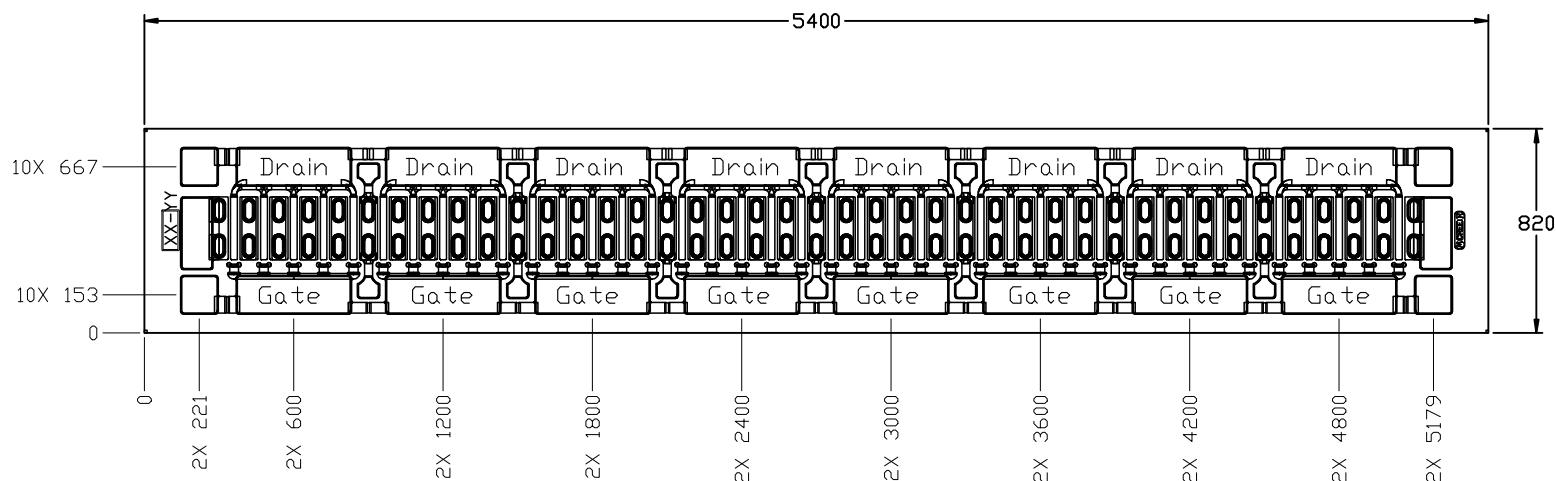 5400
10X 667
Drain Drain Drain Drain Drain Drain Drain Drain
XX-YY
820
10X 153
Gate Gate Gate Gate Gate Gate Gate Gate
0
0
2X 221
2X 600
2X 1200
2X 1800
2X 2400
2X 3000
2X 3600
2X 4200
2X 4800
2X 5179